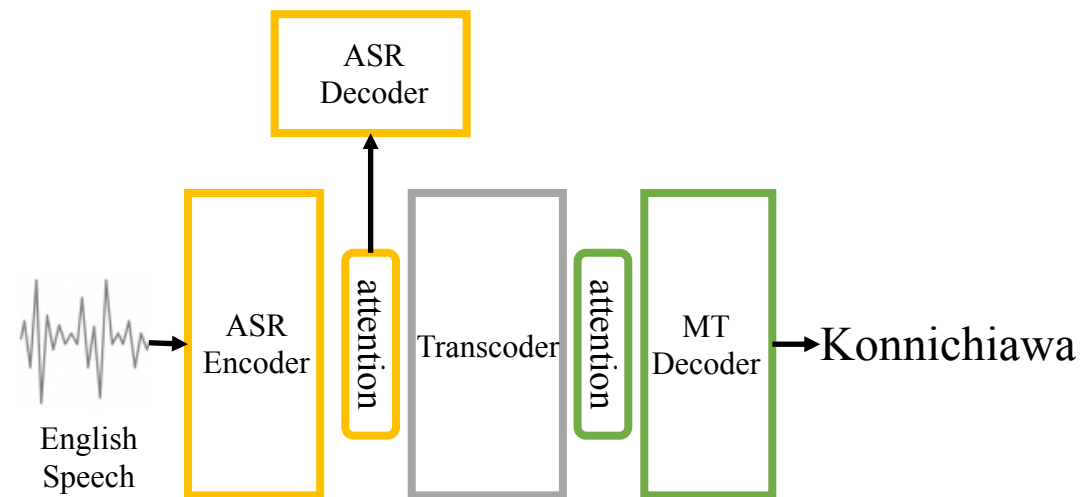 ASR
Decoder
English
Speech
ASR
Encoder
attention
Transcoder
attention
MT
Decoder
Konnichiawa